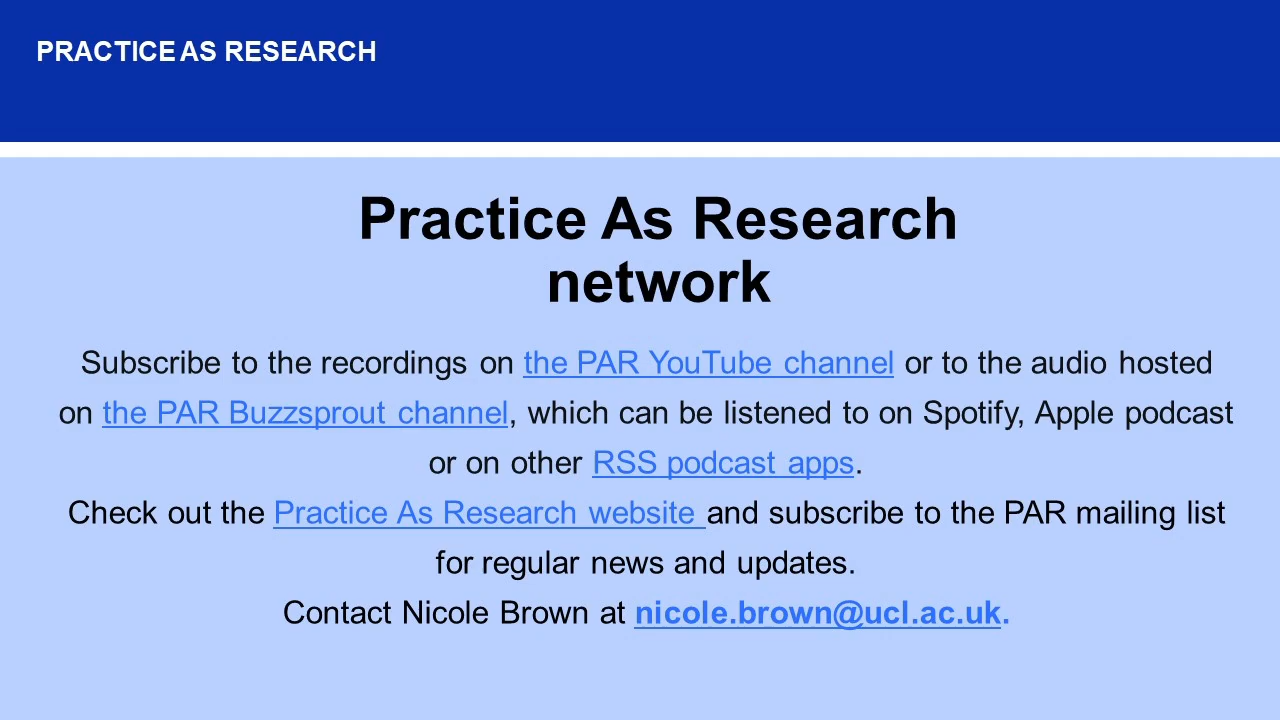 PRACTICE AS RESEARCH
Practice As Research
network
Subscribe to the recordings on the PAR YouTube channel or to the audio hosted
on the PAR Buzzsprout channel, which can be listened to on Spotify, Apple podcast
or on other RSS podcast apps.
Check out the Practice As Research website and subscribe to the PAR mailing list
for regular news and updates.
Contact Nicole Brown at nicole.brown@ucl.ac.uk.